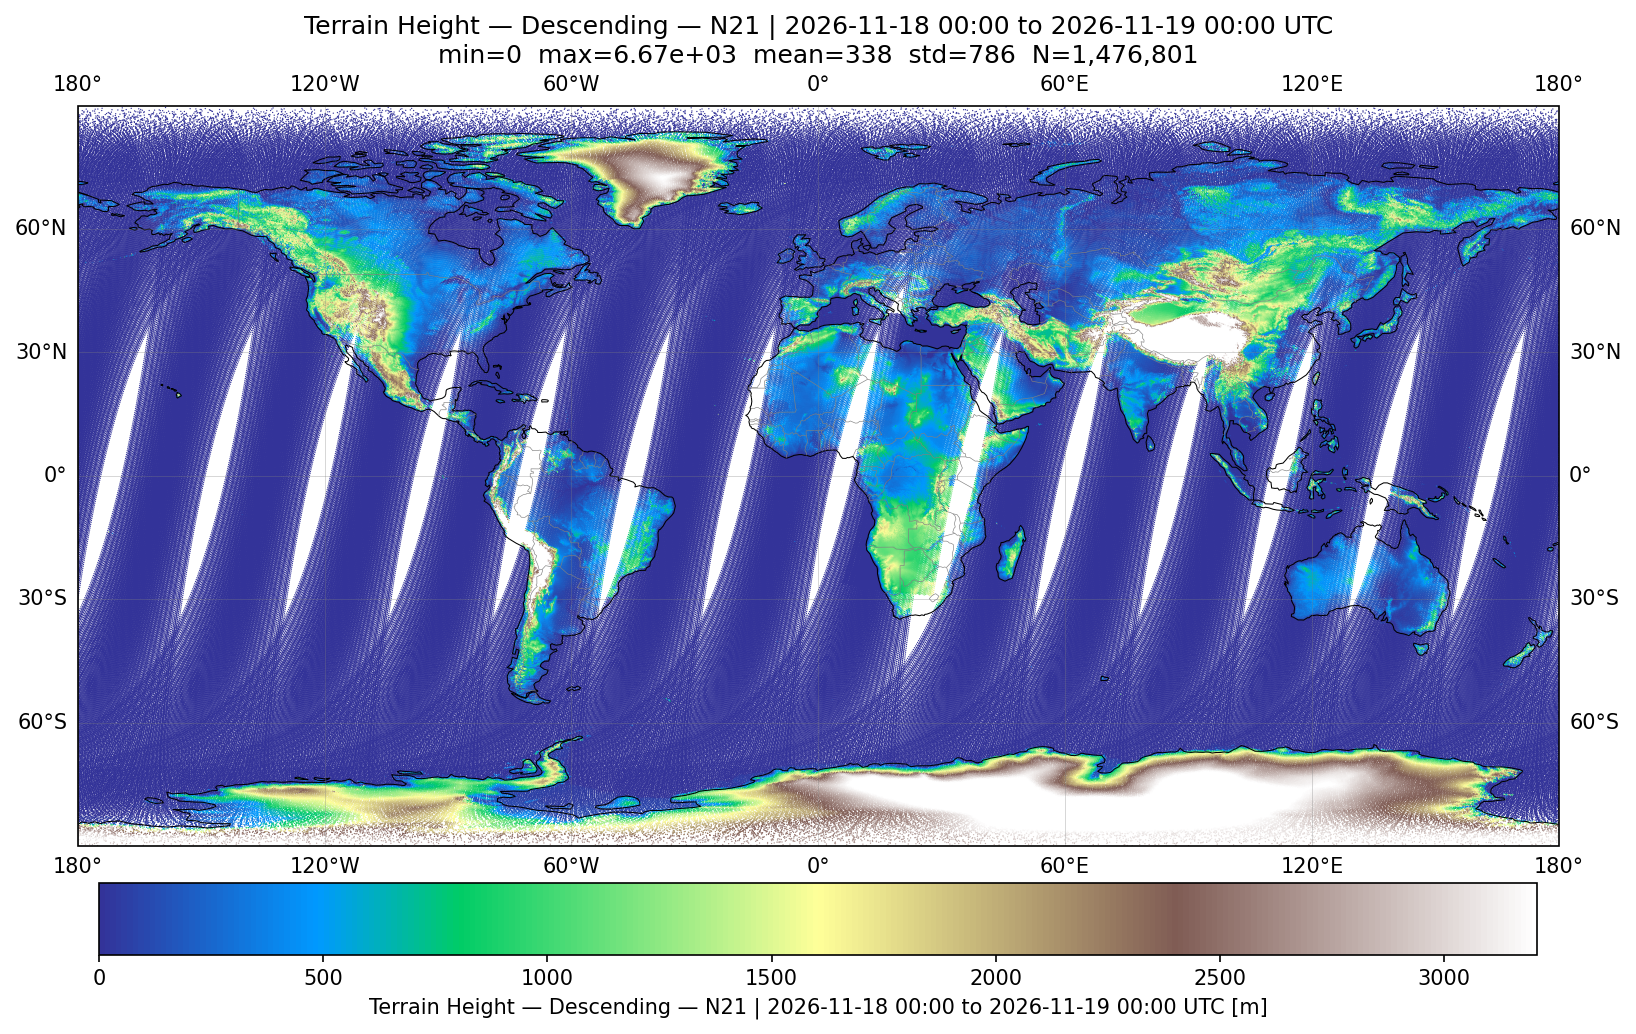 Terrain Height — Descending — N21 | 2026-11-18 00:00 to 2026-11-19 00:00 UTC
min=0  max=6.67e+03  mean=338  std=786  N=1,476,801
180° 120°W 60°W 0° 60°E 120°E 180°
60°N 60°N
30°N 30°N
0° 0°
30°S 30°S
60°S 60°S
180° 120°W 60°W 0° 60°E 120°E 180°
0 500 1000 1500 2000 2500 3000
Terrain Height — Descending — N21 | 2026-11-18 00:00 to 2026-11-19 00:00 UTC [m]